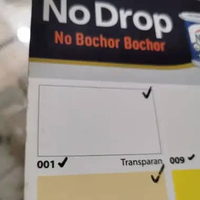 No Drop
No Bochor Bochor
001 Transparan 009